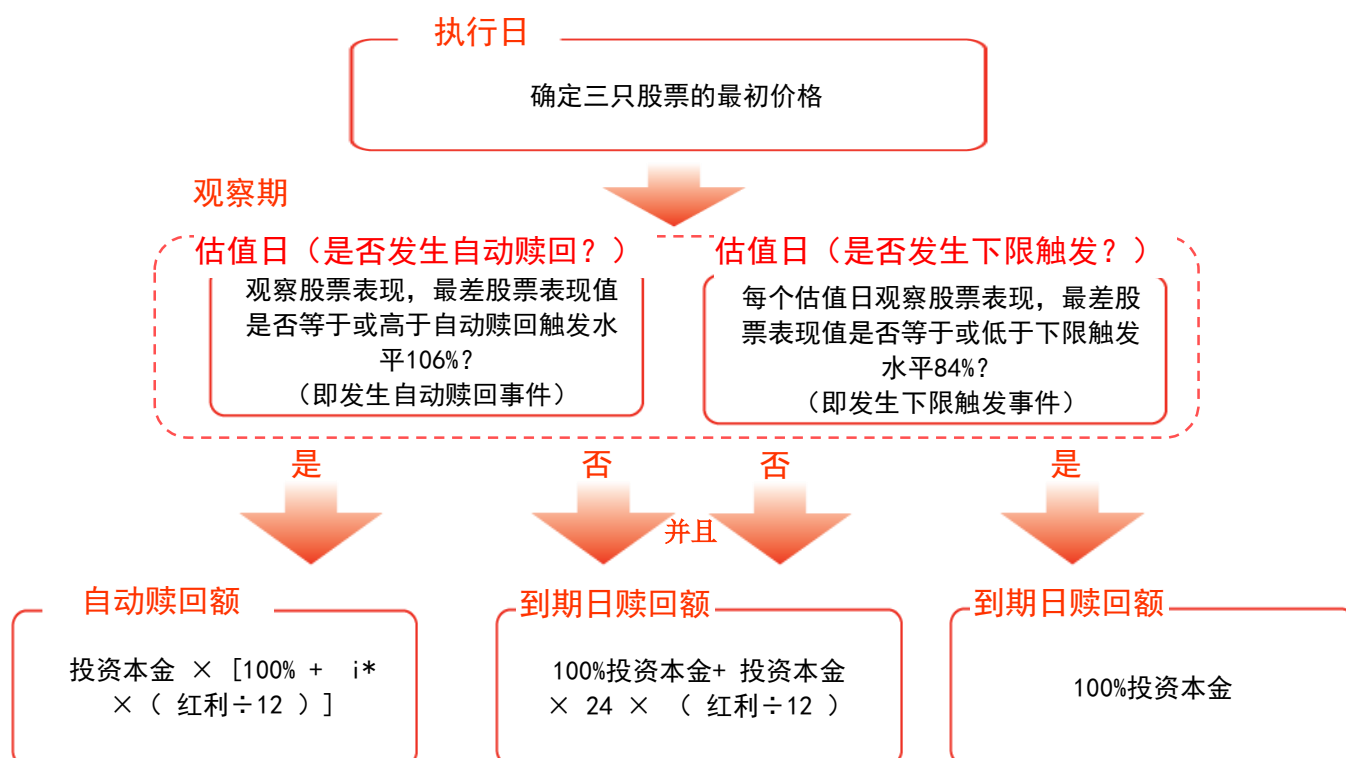 执行日
确定三只股票的最初价格
观察期
估值日（是否发生自动赎回？）
观察股票表现，最差股票表现值
是否等于或高于自动赎回触发水
平106%?
（即发生自动赎回事件）
估值日（是否发生下限触发？）
每个估值日观察股票表现，最差股
票表现值是否等于或低于下限触发
水平84%?
（即发生下限触发事件）
是
否
否
是
并且
自动赎回额
投资本金 × [100% + i*
×（ 红利÷12 ）]
到期日赎回额
100%投资本金+ 投资本金
× 24 × （ 红利÷12 ）
到期日赎回额
100%投资本金